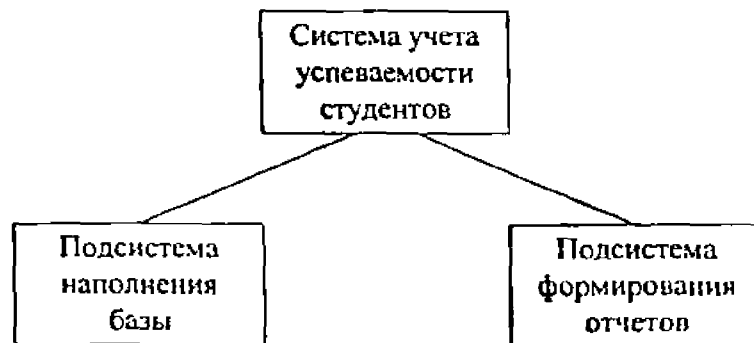 Система учета
успеваемости
студентов
Подсистема
наполнения
базы
Подсистема
формирования
отчетов